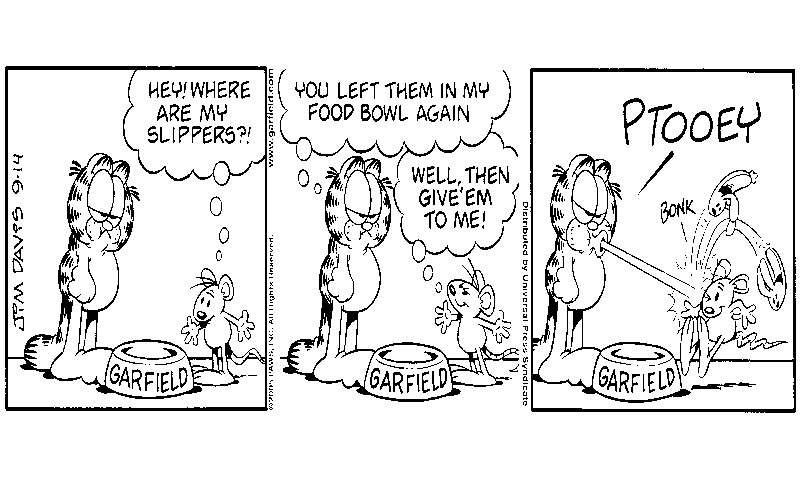 JIM DAVIS 9-14
HEY! WHERE
ARE MY
SLIPPERS?!
GARFIELD
www.garfield.com
YOU LEFT THEM IN MY
FOOD BOWL AGAIN
WELL, THEN
GIVE 'EM
TO ME!
GARFIELD
Distributed by Universal Press Syndicate
PTOOEY
BONK
GARFIELD